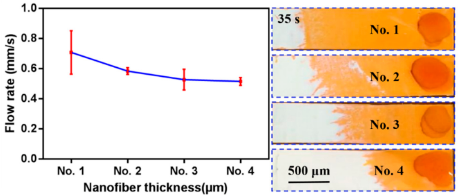 1.0
0.8
0.6
0.4
0.2
0.0
Flow rate (mm/s)
No. 1 No. 2 No. 3 No. 4
Nanofiber thickness(μm)
35 s
No. 1
No. 2
No. 3
500 μm No. 4